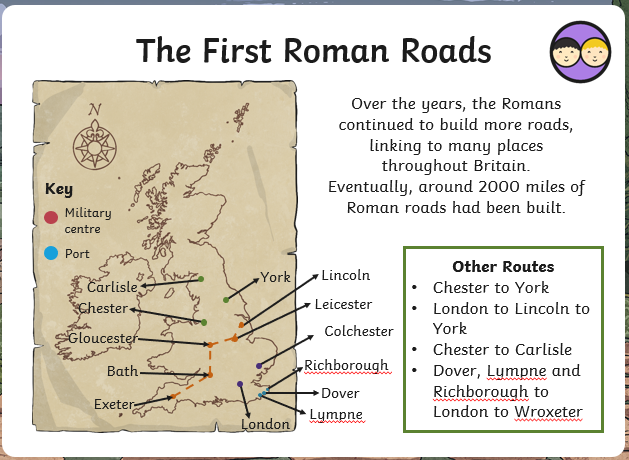 The First Roman Roads
Over the years, the Romans
continued to build more roads,
linking to many places
throughout Britain.
Eventually, around 2000 miles of
Roman roads had been built.
N
Key
Military
centre
Port
Carlisle
Chester
Gloucester
Bath
Exeter
York
Lincoln
Leicester
Colchester
Richborough
Dover
Lympne
London
Other Routes
• Chester to York
• London to Lincoln to
York
• Chester to Carlisle
• Dover, Lympne and
Richborough to
London to Wroxeter